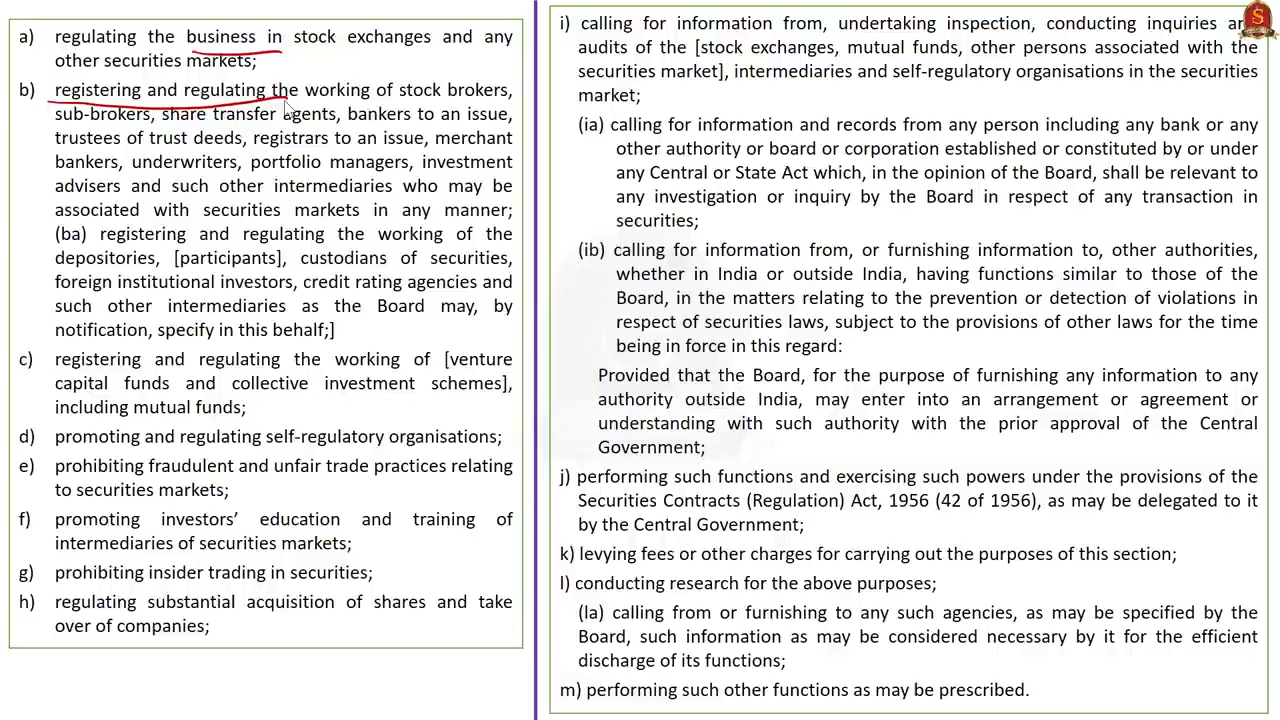 a) regulating the business in stock exchanges and any
other securities markets;
b) registering and regulating the working of stock brokers,
sub-brokers, share transfer agents, bankers to an issue,
trustees of trust deeds, registrars to an issue, merchant
bankers, underwriters, portfolio managers, investment
advisers and such other intermediaries who may be
associated with securities markets in any manner;
(ba) registering and regulating the working of the
depositories, [participants], custodians of securities,
foreign institutional investors, credit rating agencies and
such other intermediaries as the Board may, by
notification, specify in this behalf;]
c) registering and regulating the working of [venture
capital funds and collective investment schemes],
including mutual funds;
d) promoting and regulating self-regulatory organisations;
e) prohibiting fraudulent and unfair trade practices relating
to securities markets;
f) promoting investors' education and training of
intermediaries of securities markets;
g) prohibiting insider trading in securities;
h) regulating substantial acquisition of shares and take
over of companies;
i) calling for information from, undertaking inspection, conducting inquiries and
audits of the [stock exchanges, mutual funds, other persons associated with the
securities market], intermediaries and self-regulatory organisations in the securities
market;
(ia) calling for information and records from any person including any bank or any
other authority or board or corporation established or constituted by or under
any Central or State Act which, in the opinion of the Board, shall be relevant to
any investigation or inquiry by the Board in respect of any transaction in
securities;
(ib) calling for information from, or furnishing information to, other authorities,
whether in India or outside India, having functions similar to those of the
Board, in the matters relating to the prevention or detection of violations in
respect of securities laws, subject to the provisions of other laws for the time
being in force in this regard:
Provided that the Board, for the purpose of furnishing any information to any
authority outside India, may enter into an arrangement or agreement or
understanding with such authority with the prior approval of the Central
Government;
j) performing such functions and exercising such powers under the provisions of the
Securities Contracts (Regulation) Act, 1956 (42 of 1956), as may be delegated to it
by the Central Government;
k) levying fees or other charges for carrying out the purposes of this section;
l) conducting research for the above purposes;
(la) calling from or furnishing to any such agencies, as may be specified by the
Board, such information as may be considered necessary by it for the efficient
discharge of its functions;
m) performing such other functions as may be prescribed.